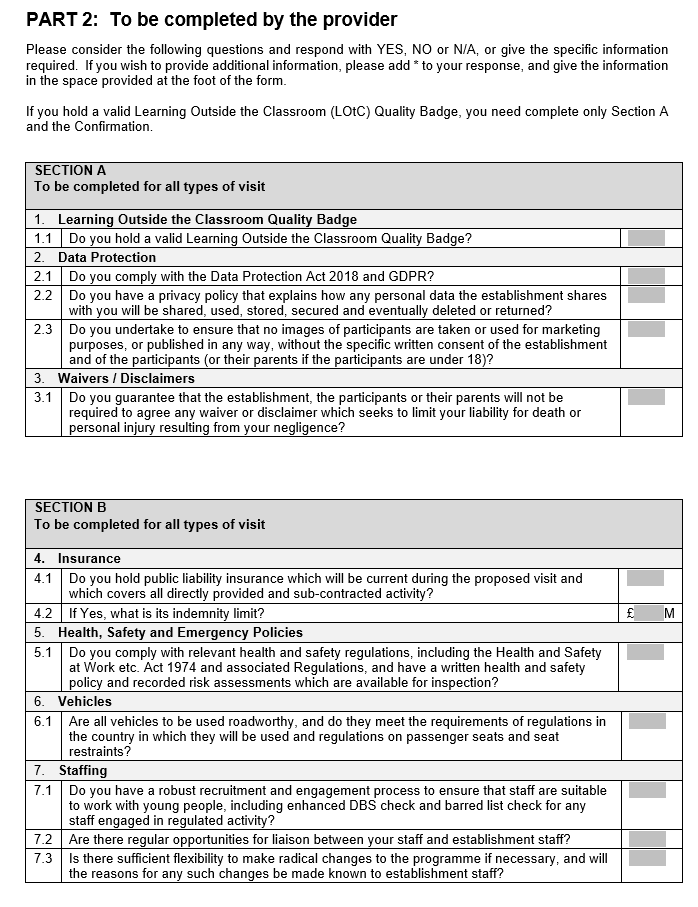 PART 2:  To be completed by the provider
Please consider the following questions and respond with YES, NO or N/A, or give the specific information
required.  If you wish to provide additional information, please add * to your response, and give the information
in the space provided at the foot of the form.
If you hold a valid Learning Outside the Classroom (LOtC) Quality Badge, you need complete only Section A
and the Confirmation.
SECTION A
To be completed for all types of visit
1. Learning Outside the Classroom Quality Badge
1.1 Do you hold a valid Learning Outside the Classroom Quality Badge?
2. Data Protection
2.1 Do you comply with the Data Protection Act 2018 and GDPR?
2.2 Do you have a privacy policy that explains how any personal data the establishment shares
with you will be shared, used, stored, secured and eventually deleted or returned?
2.3 Do you undertake to ensure that no images of participants are taken or used for marketing
purposes, or published in any way, without the specific written consent of the establishment
and of the participants (or their parents if the participants are under 18)?
3. Waivers / Disclaimers
3.1 Do you guarantee that the establishment, the participants or their parents will not be
required to agree any waiver or disclaimer which seeks to limit your liability for death or
personal injury resulting from your negligence?
SECTION B
To be completed for all types of visit
4. Insurance
4.1 Do you hold public liability insurance which will be current during the proposed visit and
which covers all directly provided and sub-contracted activity?
4.2 If Yes, what is its indemnity limit? £ M
5. Health, Safety and Emergency Policies
5.1 Do you comply with relevant health and safety regulations, including the Health and Safety
at Work etc. Act 1974 and associated Regulations, and have a written health and safety
policy and recorded risk assessments which are available for inspection?
6. Vehicles
6.1 Are all vehicles to be used roadworthy, and do they meet the requirements of regulations in
the country in which they will be used and regulations on passenger seats and seat
restraints?
7. Staffing
7.1 Do you have a robust recruitment and engagement process to ensure that staff are suitable
to work with young people, including enhanced DBS check and barred list check for any
staff engaged in regulated activity?
7.2 Are there regular opportunities for liaison between your staff and establishment staff?
7.3 Is there sufficient flexibility to make radical changes to the programme if necessary, and will
the reasons for any such changes be made known to establishment staff?